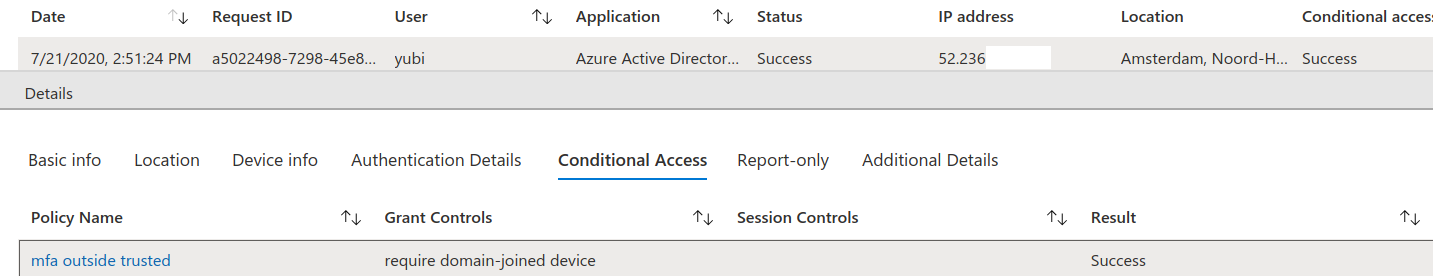 Date Request ID User Application Status IP address Location Conditional acces
7/21/2020, 2:51:24 PM a5022498-7298-45e8... yubi Azure Active Director... Success 52.236 Amsterdam, Noord-H... Success
Details
Basic info Location Device info Authentication Details Conditional Access Report-only Additional Details
Policy Name Grant Controls Session Controls Result
mfa outside trusted require domain-joined device Success